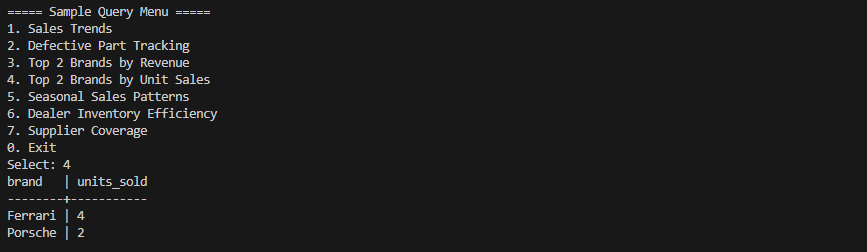 ===== Sample Query Menu =====
1. Sales Trends
2. Defective Part Tracking
3. Top 2 Brands by Revenue
4. Top 2 Brands by Unit Sales
5. Seasonal Sales Patterns
6. Dealer Inventory Efficiency
7. Supplier Coverage
0. Exit
Select: 4
brand   | units_sold
--------+-----------
Ferrari | 4
Porsche | 2